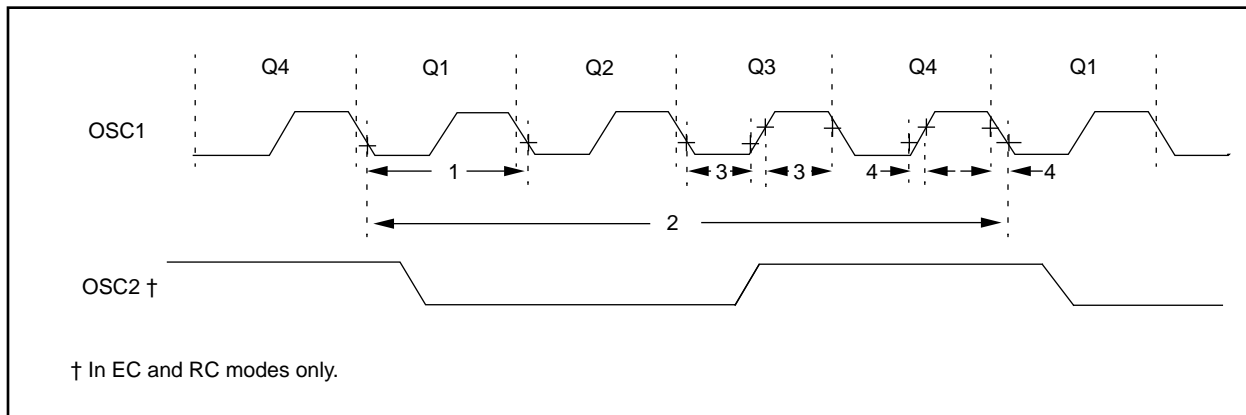 Q4 Q1 Q2 Q3 Q4 Q1
OSC1
1 3 3 4 4
2
OSC2 †
† In EC and RC modes only.